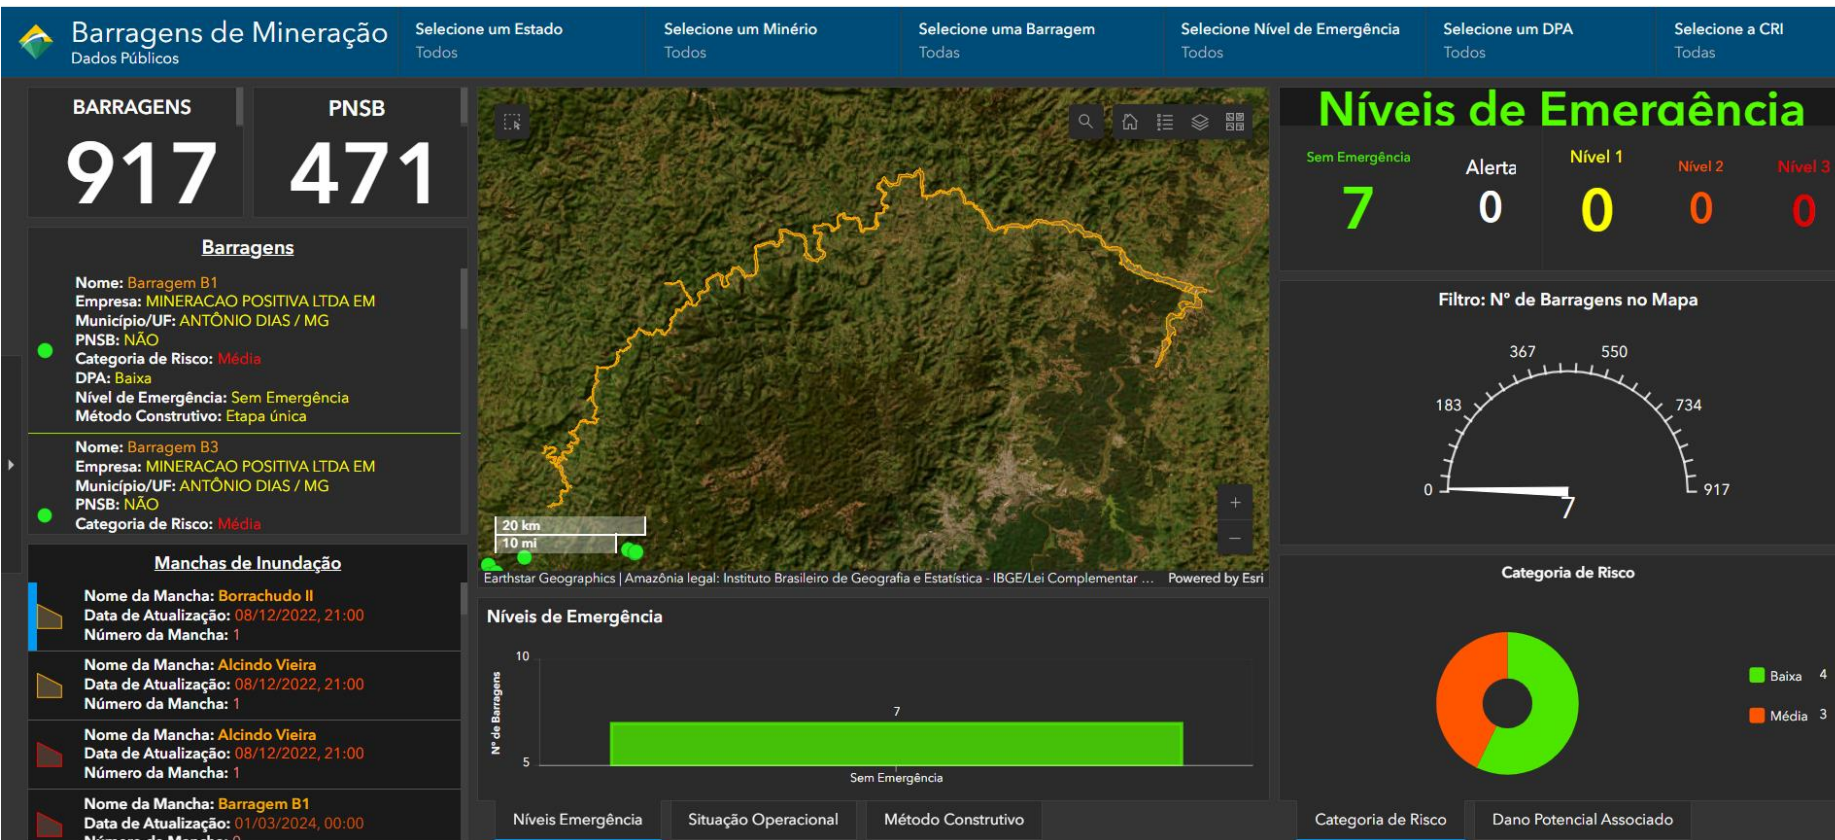 Barragens de Mineração
Dados Públicos
Selecione um Estado
Todos
Selecione um Minério
Todos
Selecione uma Barragem
Todas
Selecione Nível de Emergência
Todos
Selecione um DPA
Todos
Selecione a CRI
Todas
BARRAGENS
917
PNSB
471
Barragens
Nome: Barragem B1
Empresa: MINERACAO POSITIVA LTDA EM
Município/UF: ANTÔNIO DIAS / MG
PNSB: NÃO
Categoria de Risco: Média
DPA: Baixa
Nível de Emergência: Sem Emergência
Método Construtivo: Etapa única
Nome: Barragem B3
Empresa: MINERACAO POSITIVA LTDA EM
Município/UF: ANTÔNIO DIAS / MG
PNSB: NÃO
Categoria de Risco: Média
Manchas de Inundação
Nome da Mancha: Borrachudo II
Data de Atualização: 08/12/2022, 21:00
Número da Mancha: 1
Nome da Mancha: Alcindo Vieira
Data de Atualização: 08/12/2022, 21:00
Número da Mancha: 1
Nome da Mancha: Alcindo Vieira
Data de Atualização: 08/12/2022, 21:00
Número da Mancha: 1
Nome da Mancha: Barragem B1
Data de Atualização: 01/03/2024, 00:00
20 km
10 mi
Earthstar Geographics | Amazônia legal: Instituto Brasileiro de Geografia e Estatística - IBGE/Lei Complementar ...
Powered by Esri
Níveis de Emergência
Nº de Barragens
10
7
5
Sem Emergência
Níveis Emergência
Situação Operacional
Método Construtivo
Níveis de Emergência
Sem Emergência
7
Alerta
0
Nível 1
0
Nível 2
0
Nível 3
0
Filtro: Nº de Barragens no Mapa
367
550
183
734
0
917
7
Categoria de Risco
Baixa 4
Média 3
Categoria de Risco
Dano Potencial Associado